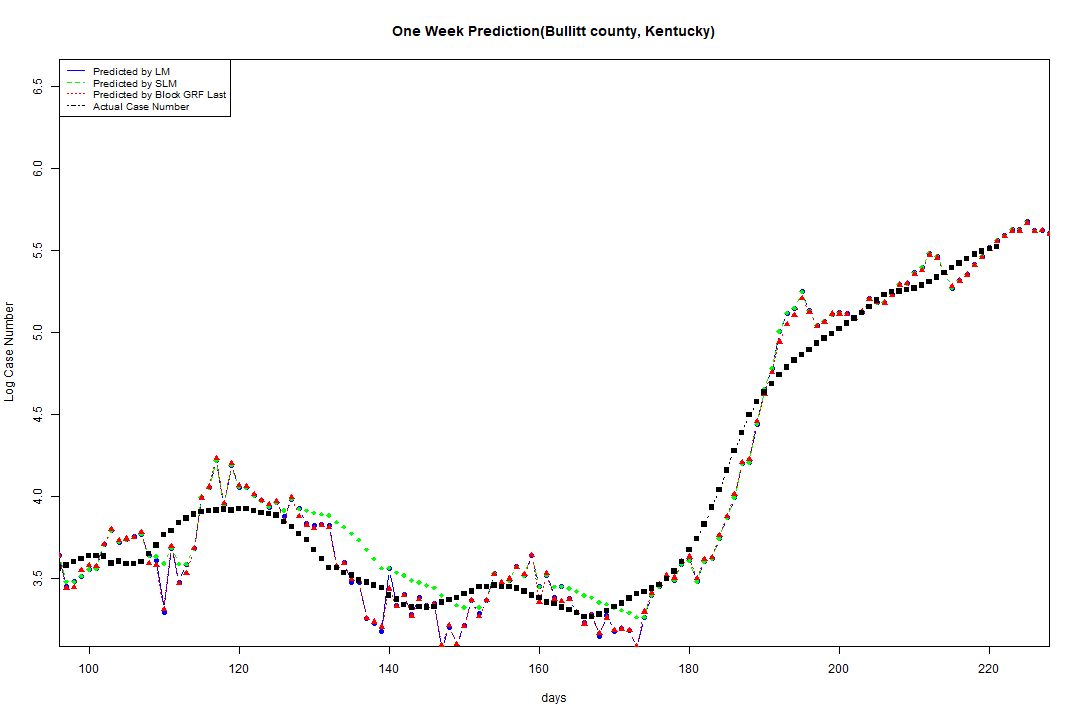 One Week Prediction(Bullitt county, Kentucky)
Predicted by LM
Predicted by SLM
Predicted by Block GRF Last
Actual Case Number
6.5
6.0
5.5
5.0
4.5
4.0
3.5
Log Case Number
100 120 140 160 180 200 220
days